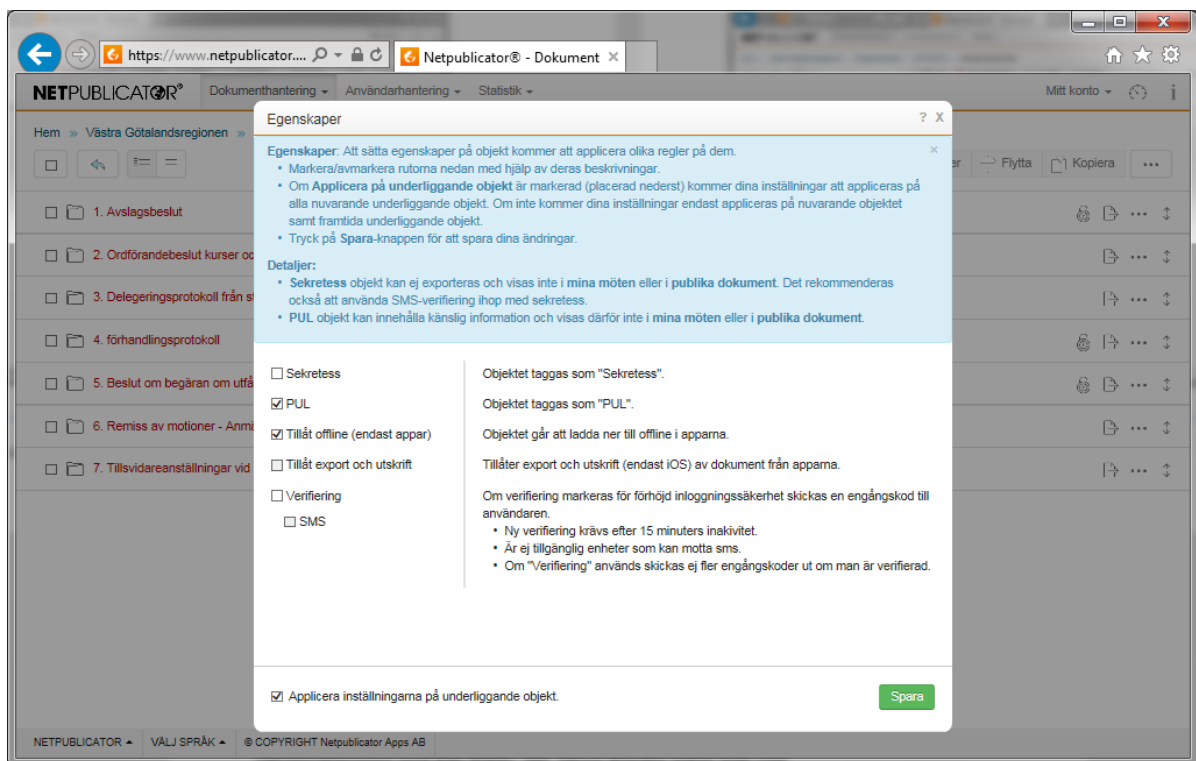 https://www.netpublicator....
Netpublicator® - Dokument
NETPUBLICATOR®
Dokumenthantering
Användarhantering
Statistik
Mitt konto
Hem » Västra Götalandsregionen »
Flytta
Kopiera
1. Avslagsbeslut
2. Ordförandebeslut kurser oc
3. Delegeringsprotokoll från s
4. förhandlingsprotokoll
5. Beslut om begäran om utfå
6. Remiss av motioner - Anmä
7. Tillsvidareanställningar vid
Egenskaper
? X
Egenskaper: Att sätta egenskaper på objekt kommer att applicera olika regler på dem.
• Markera/avmarkera rutorna nedan med hjälp av deras beskrivningar.
• Om Applicera på underliggande objekt är markerad (placerad nederst) kommer dina inställningar att appliceras på
alla nuvarande underliggande objekt. Om inte kommer dina inställningar endast appliceras på nuvarande objektet
samt framtida underliggande objekt.
• Tryck på Spara-knappen för att spara dina ändringar.
Detaljer:
• Sekretess objekt kan ej exporteras och visas inte i mina möten eller i publika dokument. Det rekommenderas
också att använda SMS-verifiering ihop med sekretess.
• PUL objekt kan innehålla känslig information och visas därför inte i mina möten eller i publika dokument.
Sekretess
Objektet taggas som "Sekretess".
PUL
Objektet taggas som "PUL".
Tillåt offline (endast appar)
Objektet går att ladda ner till offline i apparna.
Tillåt export och utskrift
Tillåter export och utskrift (endast iOS) av dokument från apparna.
Verifiering
Om verifiering markeras för förhöjd inloggningssäkerhet skickas en engångskod till
användaren.
SMS
• Ny verifiering krävs efter 15 minuters inakivitet.
• Är ej tillgänglig enheter som kan motta sms.
• Om "Verifiering" används skickas ej fler engångskoder ut om man är verifierad.
Applicera inställningarna på underliggande objekt.
Spara
NETPUBLICATOR
VÄLJ SPRÅK
© COPYRIGHT Netpublicator Apps AB